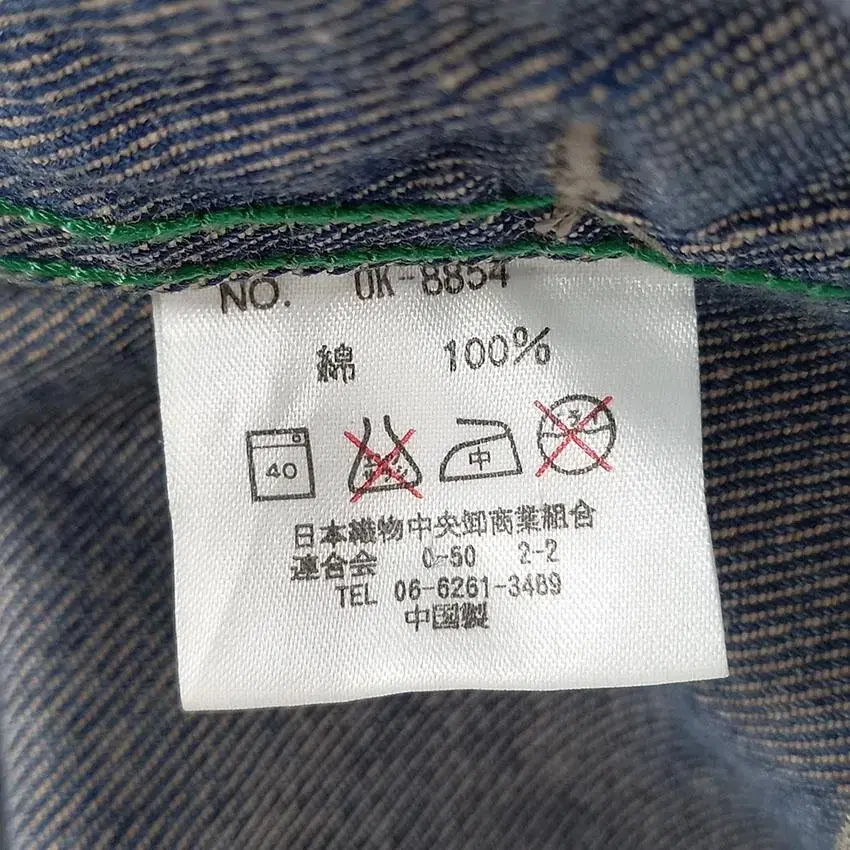 NO. OK-8854
綿 100%
40 中
日本織物中央卸商業組合
連合会 0-50 2-2
TEL 06-6261-3489
中国製